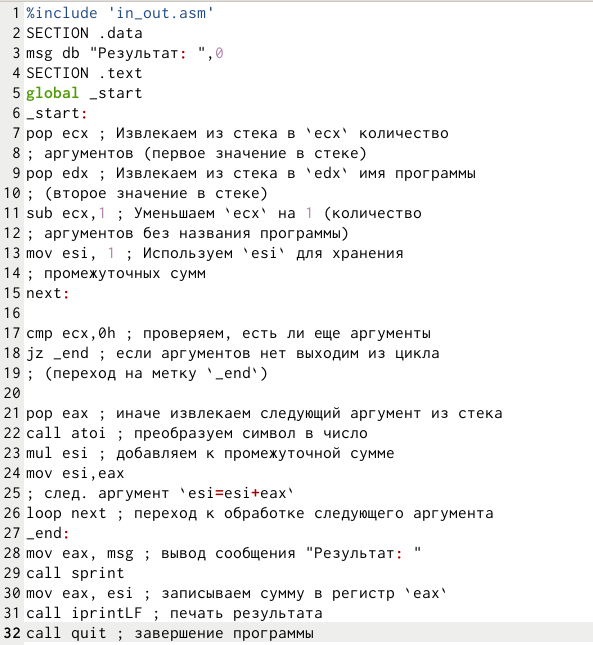 1 %include 'in_out.asm'
2 SECTION .data
3 msg db "Результат: ",0
4 SECTION .text
5 global _start
6 _start:
7 pop ecx ; Извлекаем из стека в `ecx` количество
8 ; аргументов (первое значение в стеке)
9 pop edx ; Извлекаем из стека в `edx` имя программы
10 ; (второе значение в стеке)
11 sub ecx,1 ; Уменьшаем `ecx` на 1 (количество
12 ; аргументов без названия программы)
13 mov esi, 1 ; Используем `esi` для хранения
14 ; промежуточных сумм
15 next:
16
17 cmp ecx,0h ; проверяем, есть ли еще аргументы
18 jz _end ; если аргументов нет выходим из цикла
19 ; (переход на метку `_end`)
20
21 pop eax ; иначе извлекаем следующий аргумент из стека
22 call atoi ; преобразуем символ в число
23 mul esi ; добавляем к промежуточной сумме
24 mov esi,eax
25 ; след. аргумент `esi=esi+eax`
26 loop next ; переход к обработке следующего аргумента
27 _end:
28 mov eax, msg ; вывод сообщения "Результат: "
29 call sprint
30 mov eax, esi ; записываем сумму в регистр `eax`
31 call iprintLF ; печать результата
32 call quit ; завершение программы